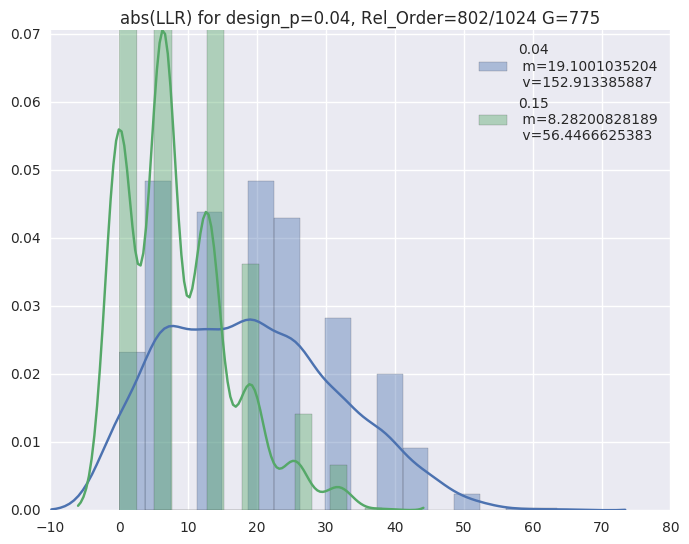 abs(LLR) for design_p=0.04, Rel_Order=802/1024 G=775
0.04
m=19.1001035204
v=152.913385887
0.15
m=8.28200828189
v=56.4466625383
0.07
0.06
0.05
0.04
0.03
0.02
0.01
0.00
−10 0 10 20 30 40 50 60 70 80